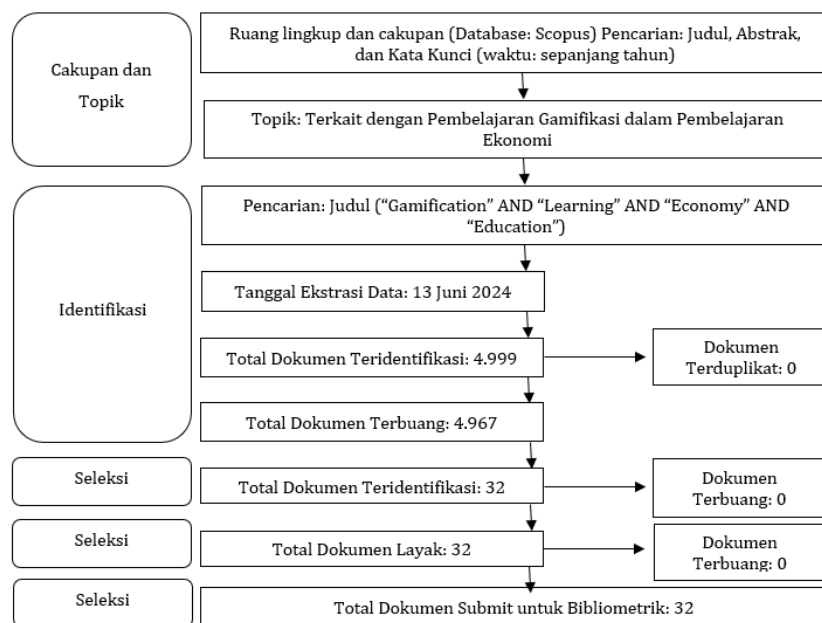 Cakupan dan
Topik
Ruang lingkup dan cakupan (Database: Scopus) Pencarian: Judul, Abstrak,
dan Kata Kunci (waktu: sepanjang tahun)
Topik: Terkait dengan Pembelajaran Gamifikasi dalam Pembelajaran
Ekonomi
Identifikasi
Pencarian: Judul (“Gamification” AND “Learning” AND “Economy” AND
“Education”)
Tanggal Ekstrasi Data: 13 Juni 2024
Total Dokumen Teridentifikasi: 4.999
Dokumen
Terduplikat: 0
Total Dokumen Terbuang: 4.967
Seleksi
Total Dokumen Teridentifikasi: 32
Dokumen
Terbuang: 0
Seleksi
Total Dokumen Layak: 32
Dokumen
Terbuang: 0
Seleksi
Total Dokumen Submit untuk Bibliometrik: 32